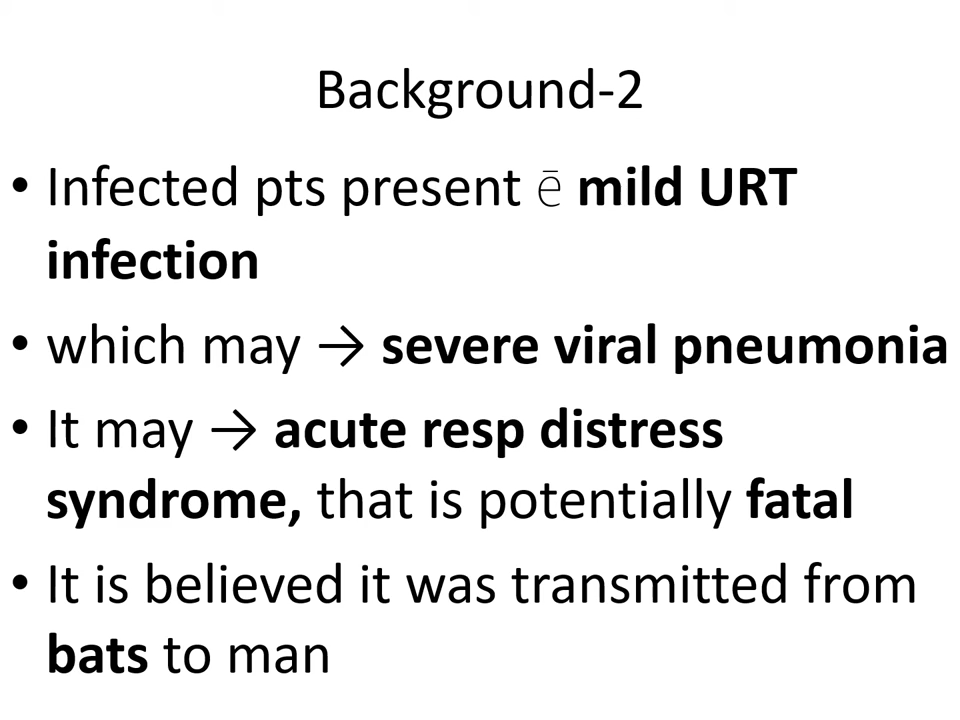 Background-2
• Infected pts present ē mild URT
infection
• which may → severe viral pneumonia
• It may → acute resp distress
syndrome, that is potentially fatal
• It is believed it was transmitted from
bats to man